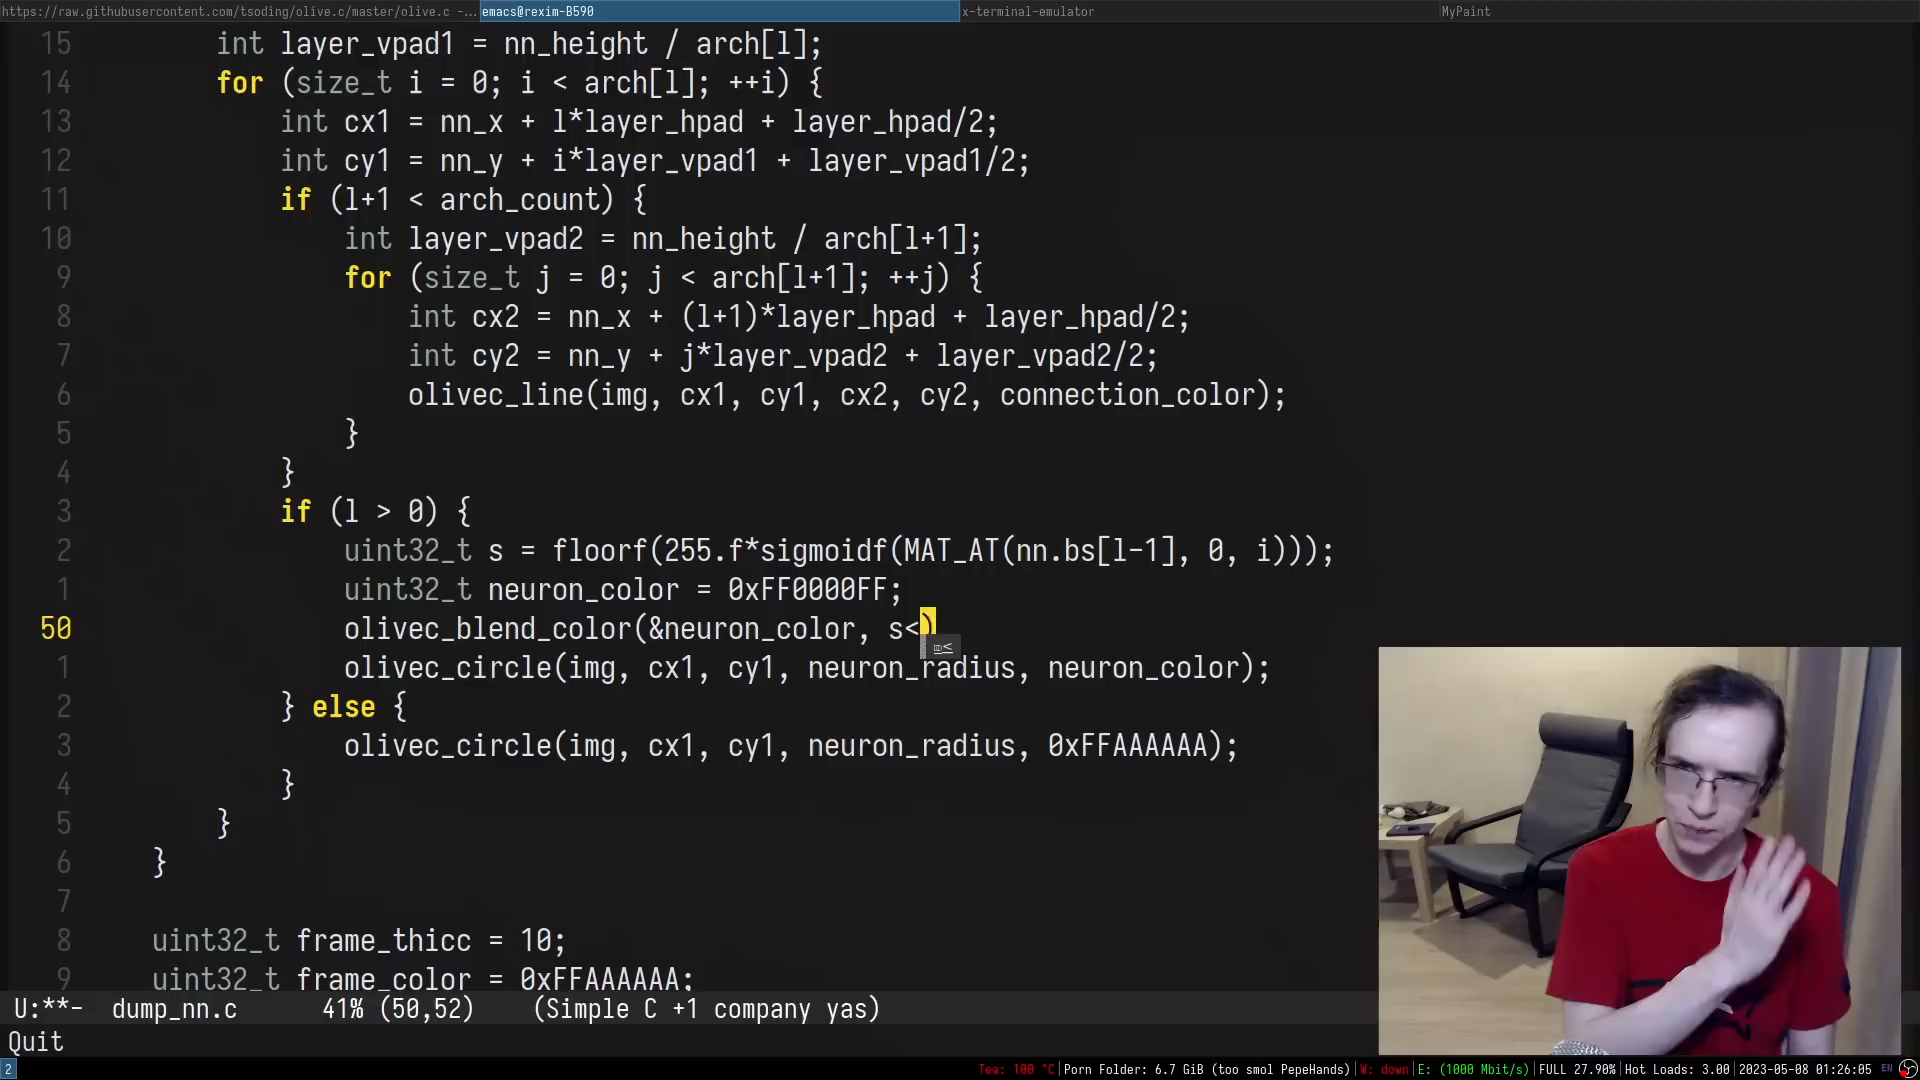 https://raw.githubusercontent.com/tsoding/olive.c/master/olive.c -... emacs@rexim-B590 x-terminal-emulator MyPaint
15 int layer_vpad1 = nn_height / arch[l];
14 for (size_t i = 0; i < arch[l]; ++i) {
13 int cx1 = nn_x + l*layer_hpad + layer_hpad/2;
12 int cy1 = nn_y + i*layer_vpad1 + layer_vpad1/2;
11 if (l+1 < arch_count) {
10 int layer_vpad2 = nn_height / arch[l+1];
9 for (size_t j = 0; j < arch[l+1]; ++j) {
8 int cx2 = nn_x + (l+1)*layer_hpad + layer_hpad/2;
7 int cy2 = nn_y + j*layer_vpad2 + layer_vpad2/2;
6 olivec_line(img, cx1, cy1, cx2, cy2, connection_color);
5 }
4 }
3 if (l > 0) {
2 uint32_t s = floorf(255.f*sigmoidf(MAT_AT(nn.bs[l-1], 0, i)));
1 uint32_t neuron_color = 0xFF0000FF;
50 olivec_blend_color(&neuron_color, s<)
1 olivec_circle(img, cx1, cy1, neuron_radius, neuron_color);
2 } else {
3 olivec_circle(img, cx1, cy1, neuron_radius, 0xFFAAAAAA);
4 }
5 }
6 }
7
8 uint32_t frame_thicc = 10;
9 uint32_t frame_color = 0xFFAAAAAA;
U:**- dump_nn.c 41% (50,52) (Simple C +1 company yas)
Quit
2 Tea: 100 °C|Porn Folder: 6.7 GiB (too smol PepeHands)|W: down|E: (1000 Mbit/s)|FULL 27.90%|Hot Loads: 3.00|2023-05-08 01:26:05 EN